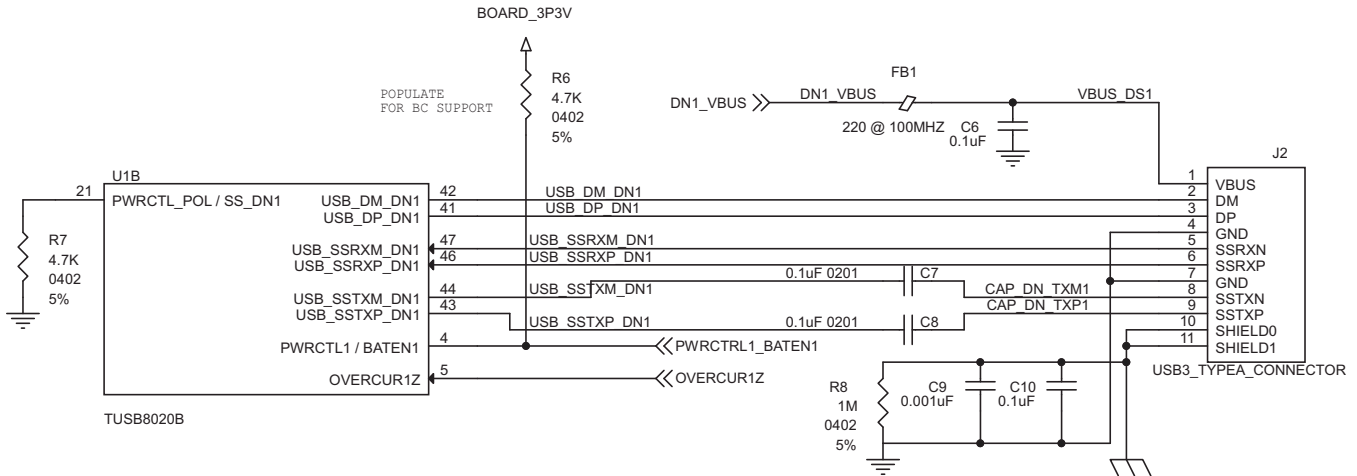 BOARD_3P3V
R6
4.7K
0402
5%
POPULATE
FOR BC SUPPORT
FB1
DN1_VBUS
DN1_VBUS
VBUS_DS1
220 @ 100MHZ
C6
0.1uF
J2
U1B
21
PWRCTL_POL / SS_DN1
R7
4.7K
0402
5%
USB_DM_DN1
42
USB_DM_DN1
USB_DP_DN1
41
USB_DP_DN1
USB_SSRXM_DN1
47
USB_SSRXM_DN1
USB_SSRXP_DN1
46
USB_SSRXP_DN1
USB_SSTXM_DN1
44
USB_SSTXM_DN1
0.1uF 0201
C7
CAP_DN_TXM1
USB_SSTXP_DN1
43
USB_SSTXP_DN1
0.1uF 0201
C8
CAP_DN_TXP1
PWRCTL1 / BATEN1
4
PWRCTRL1_BATEN1
OVERCUR1Z
5
OVERCUR1Z
TUSB8020B
1
VBUS
2
DM
3
DP
4
GND
5
SSRXN
6
SSRXP
7
GND
8
SSTXN
9
SSTXP
10
SHIELD0
11
SHIELD1
USB3_TYPEA_CONNECTOR
R8
1M
0402
5%
C9
0.001uF
C10
0.1uF